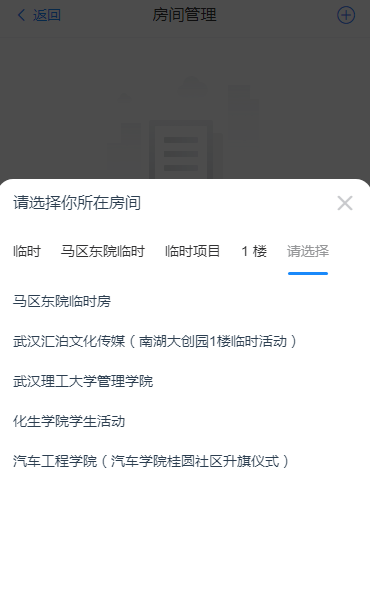 返回 房间管理
请选择你所在房间
临时 马区东院临时 临时项目 1 楼 请选择
马区东院临时房
武汉汇泊文化传媒（南湖大创园1楼临时活动）
武汉理工大学管理学院
化生学院学生活动
汽车工程学院（汽车学院桂圆社区升旗仪式）